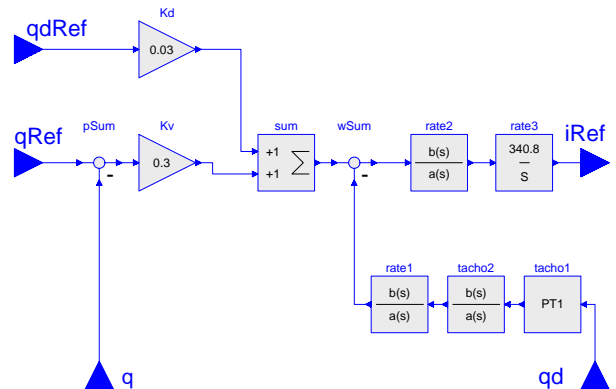 Kd
qdRef
0.03
qRef
pSum
Kv
sum
wSum
rate2
rate3
iRef
0.3
+1
+1
∑
b(s)
a(s)
340.8
S
-
-
rate1
tacho2
tacho1
b(s)
a(s)
b(s)
a(s)
PT1
q
qd